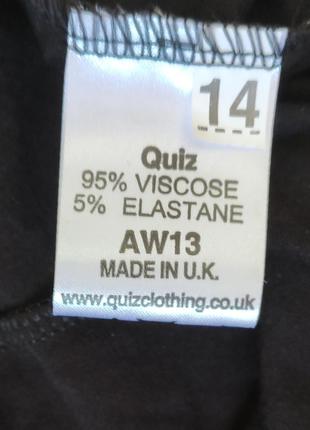 14
Quiz
95% VISCOSE
5% ELASTANE
AW13
MADE IN U.K.
www.quizclothing.co.uk